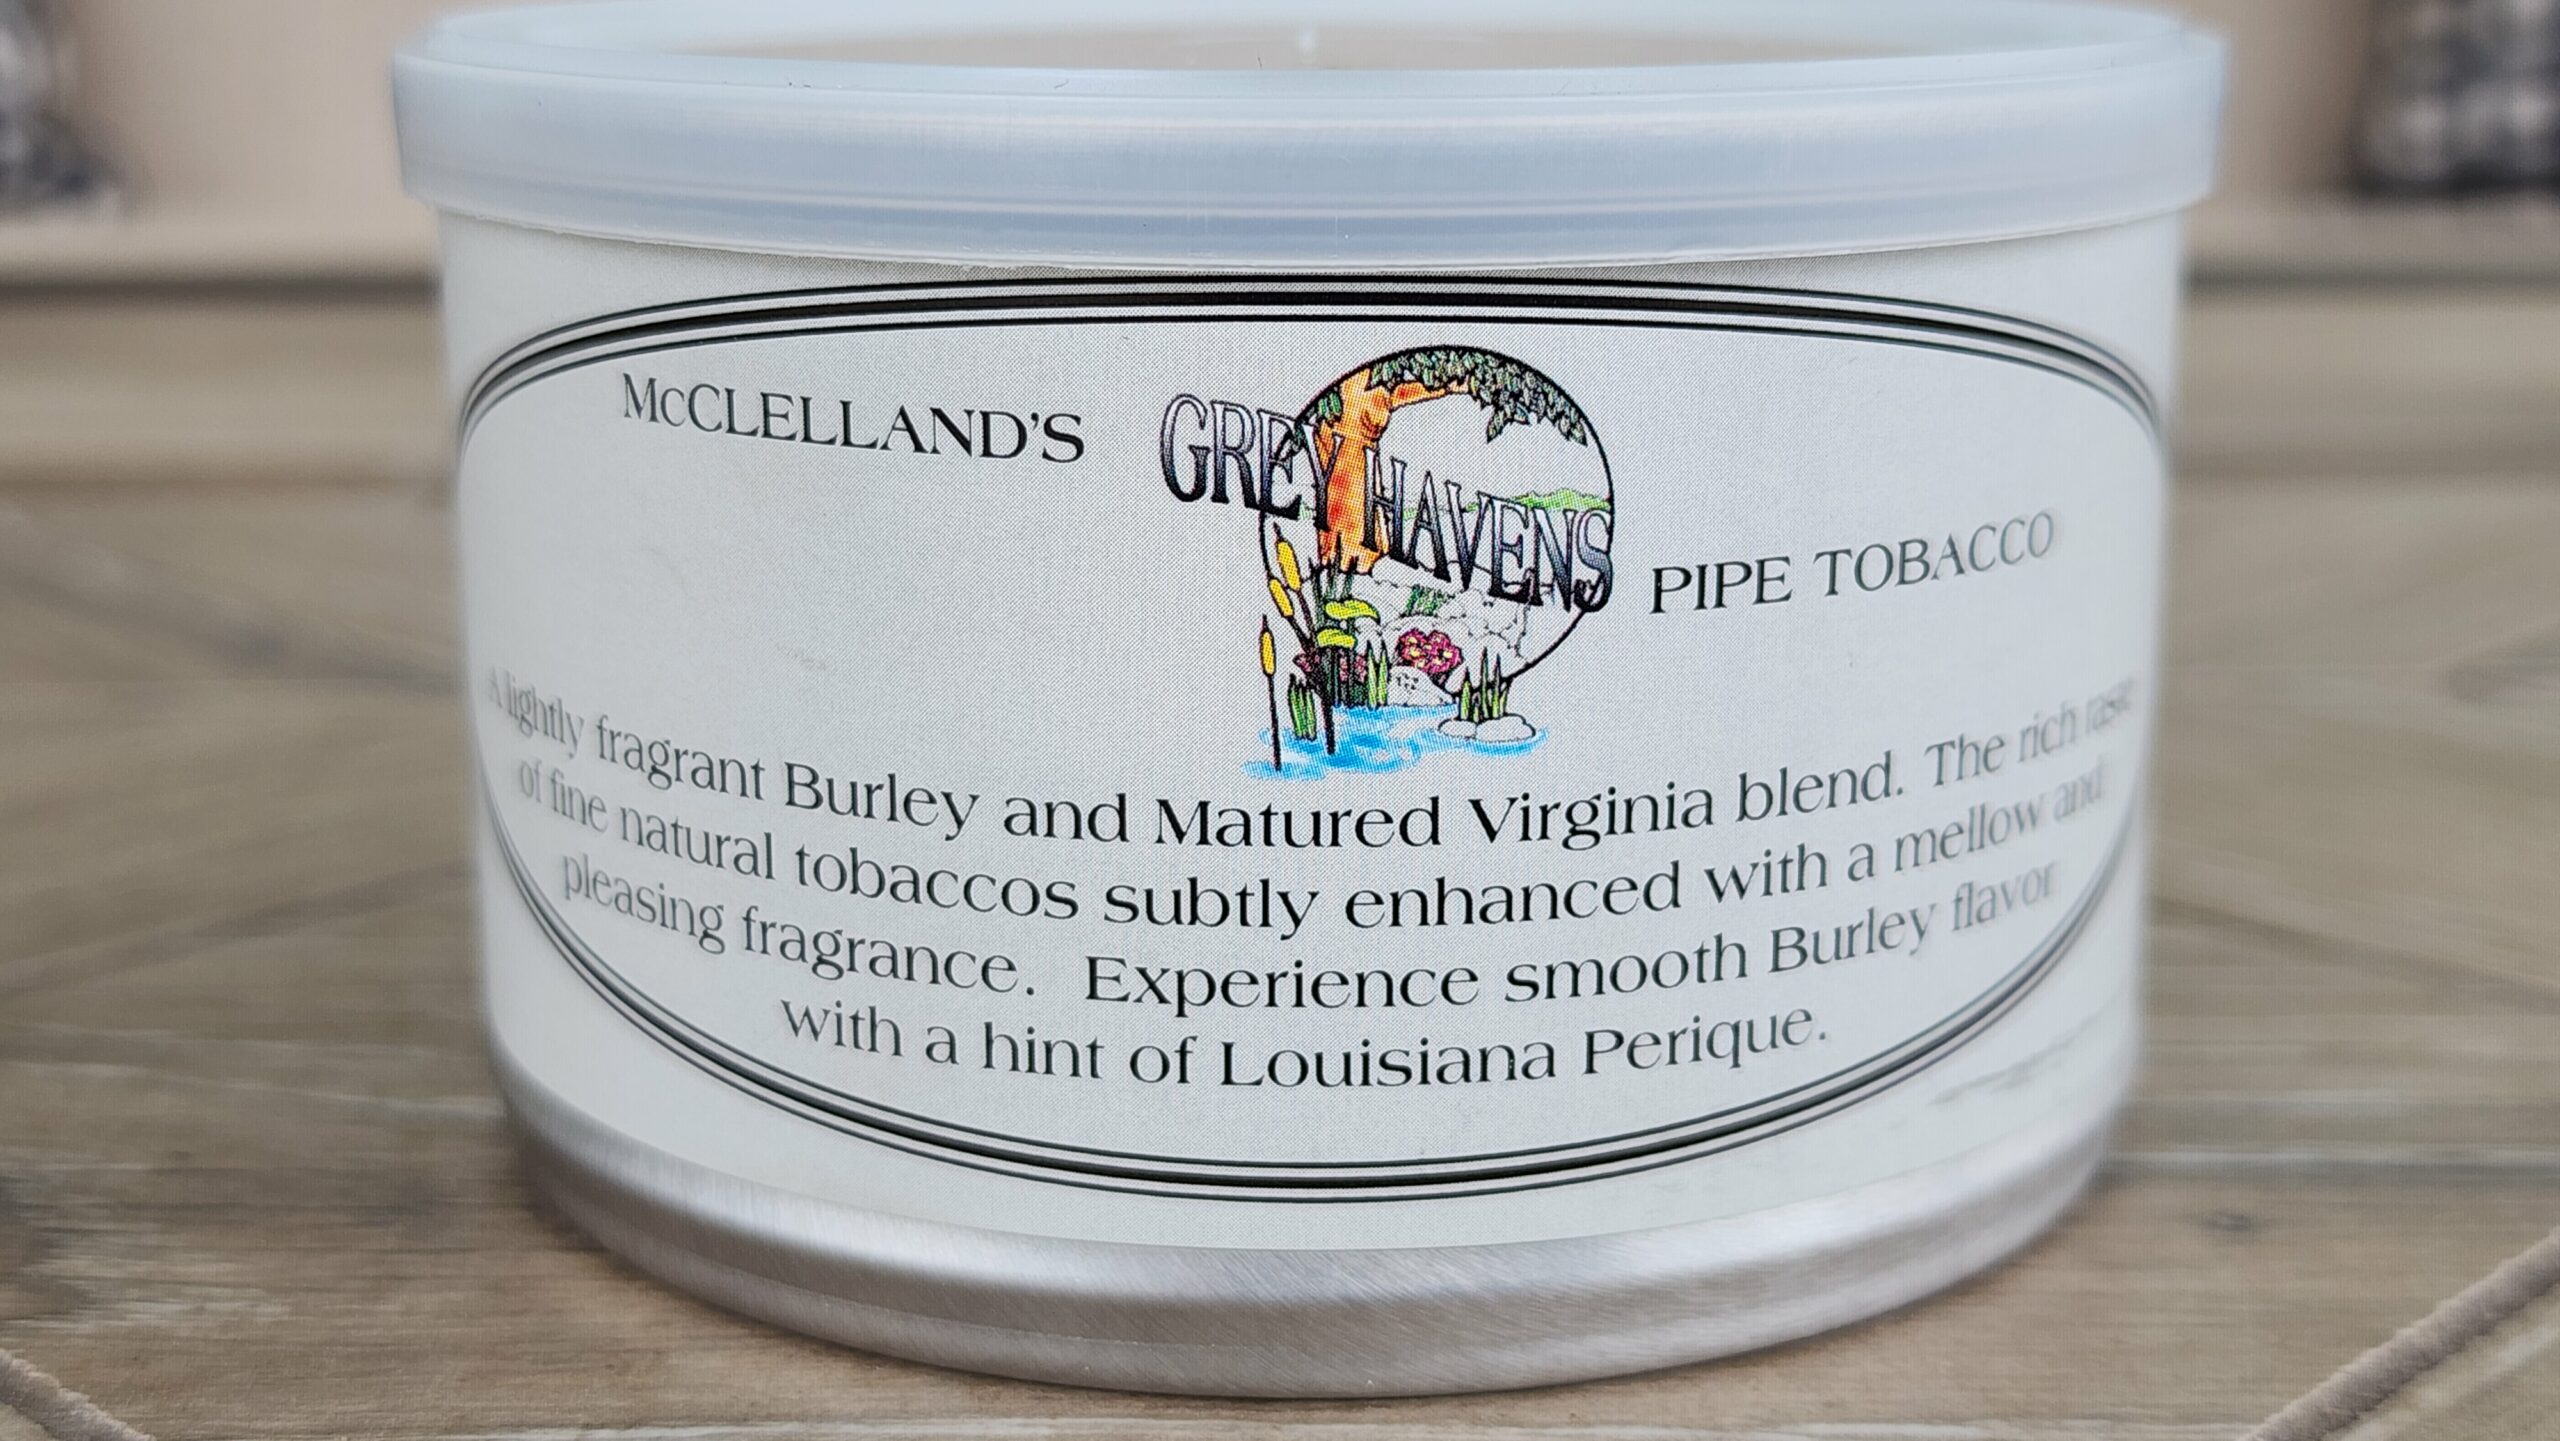 McCLELLAND'S
GREY HAVENS
PIPE TOBACCO
A lightly fragrant Burley and Matured Virginia blend. The rich taste
of fine natural tobaccos subtly enhanced with a mellow and
pleasing fragrance. Experience smooth Burley flavor
with a hint of Louisiana Perique.